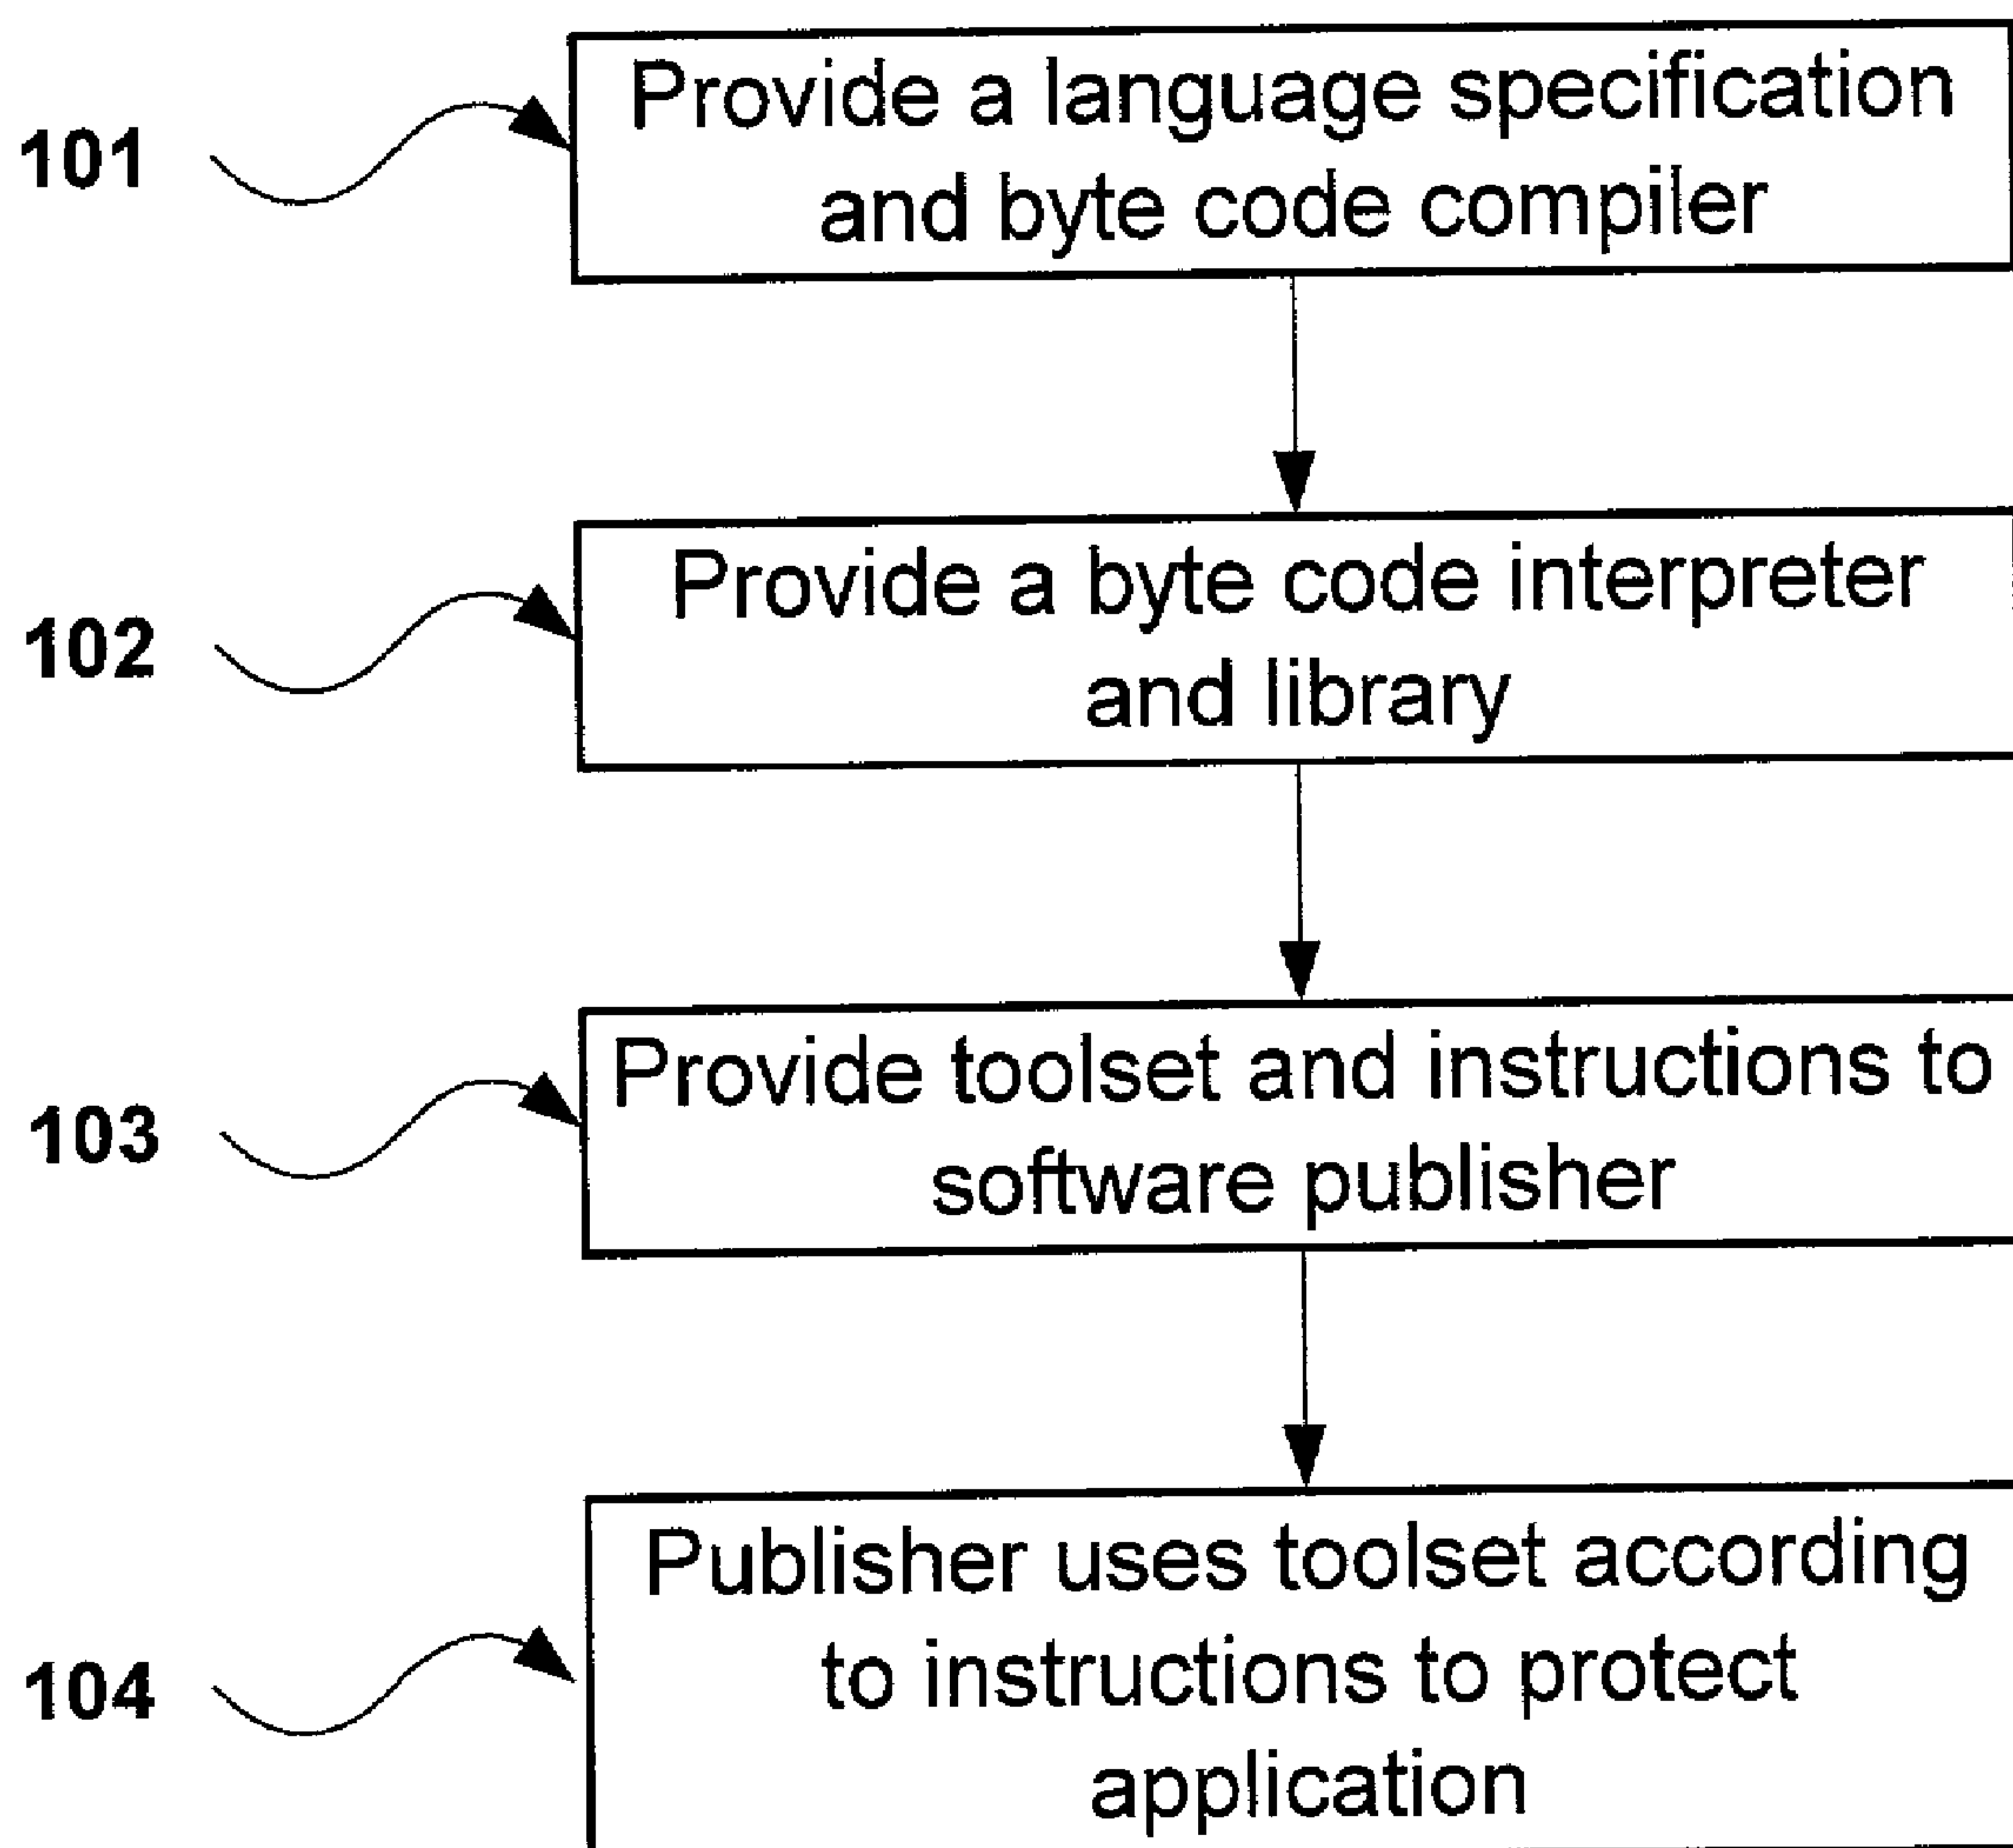 Provide a language specification
101
and byte code compiler
Provide a byte code interpreter
102
and library
Provide toolset and instructions to
103
software publisher
Publisher uses toolset according
104
to instructions to protect
application